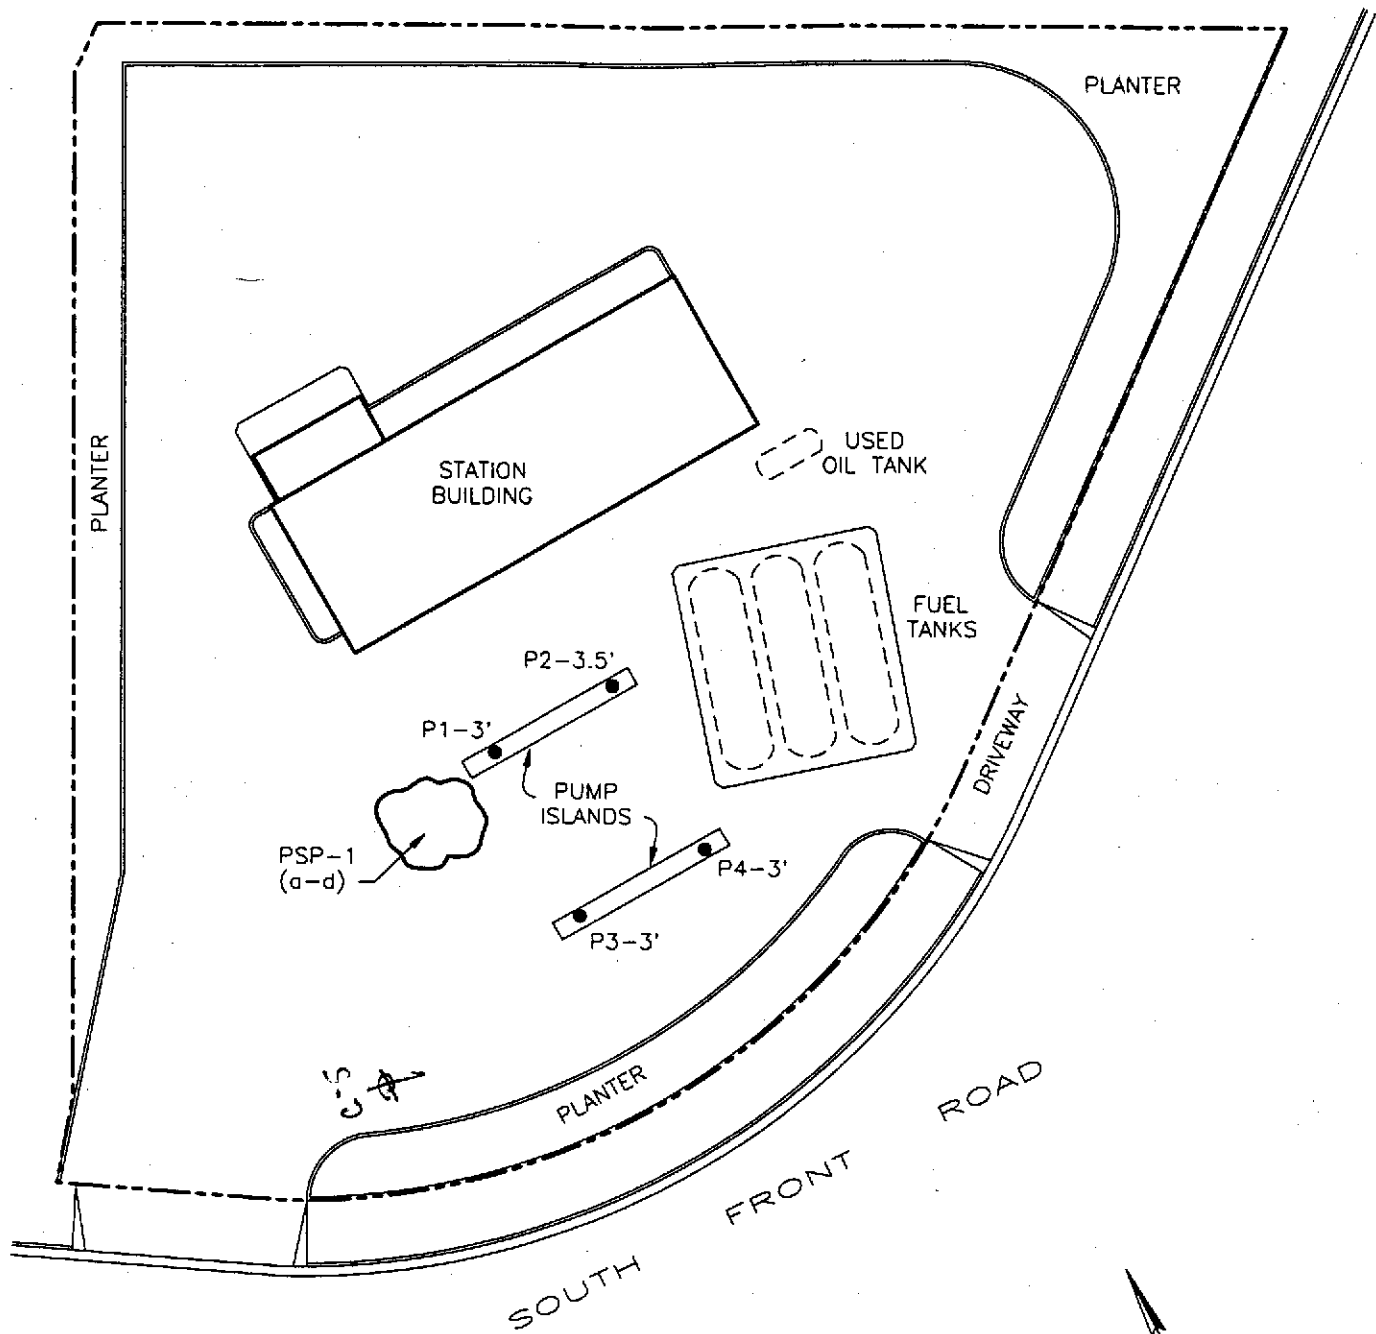 PLANTER
PLANTER
STATION
BUILDING
USED
OIL TANK
FUEL
TANKS
P2-3.5'
P1-3'
PUMP
ISLANDS
DRIVEWAY
PSP-1
(a-d)
P4-3'
P3-3'
PLANTER
SOUTH FRONT ROAD